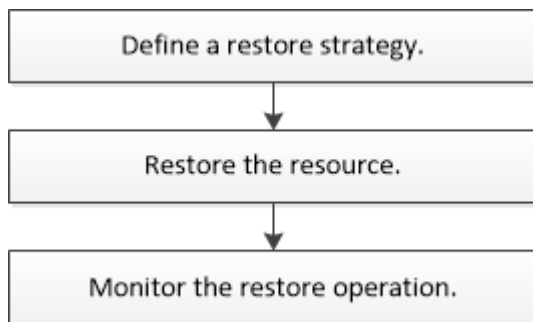 Define a restore strategy.
Restore the resource.
Monitor the restore operation.